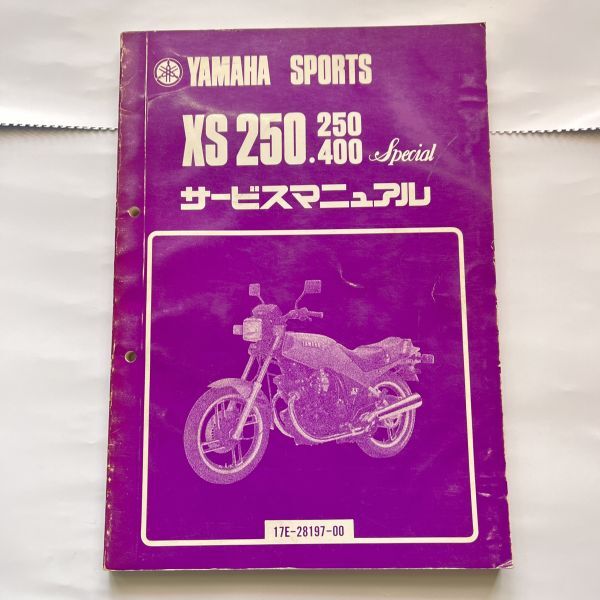 YAMAHA SPORTS
XS 250.250/400 Special
サービスマニュアル
YAMAHA
17E-28197-00